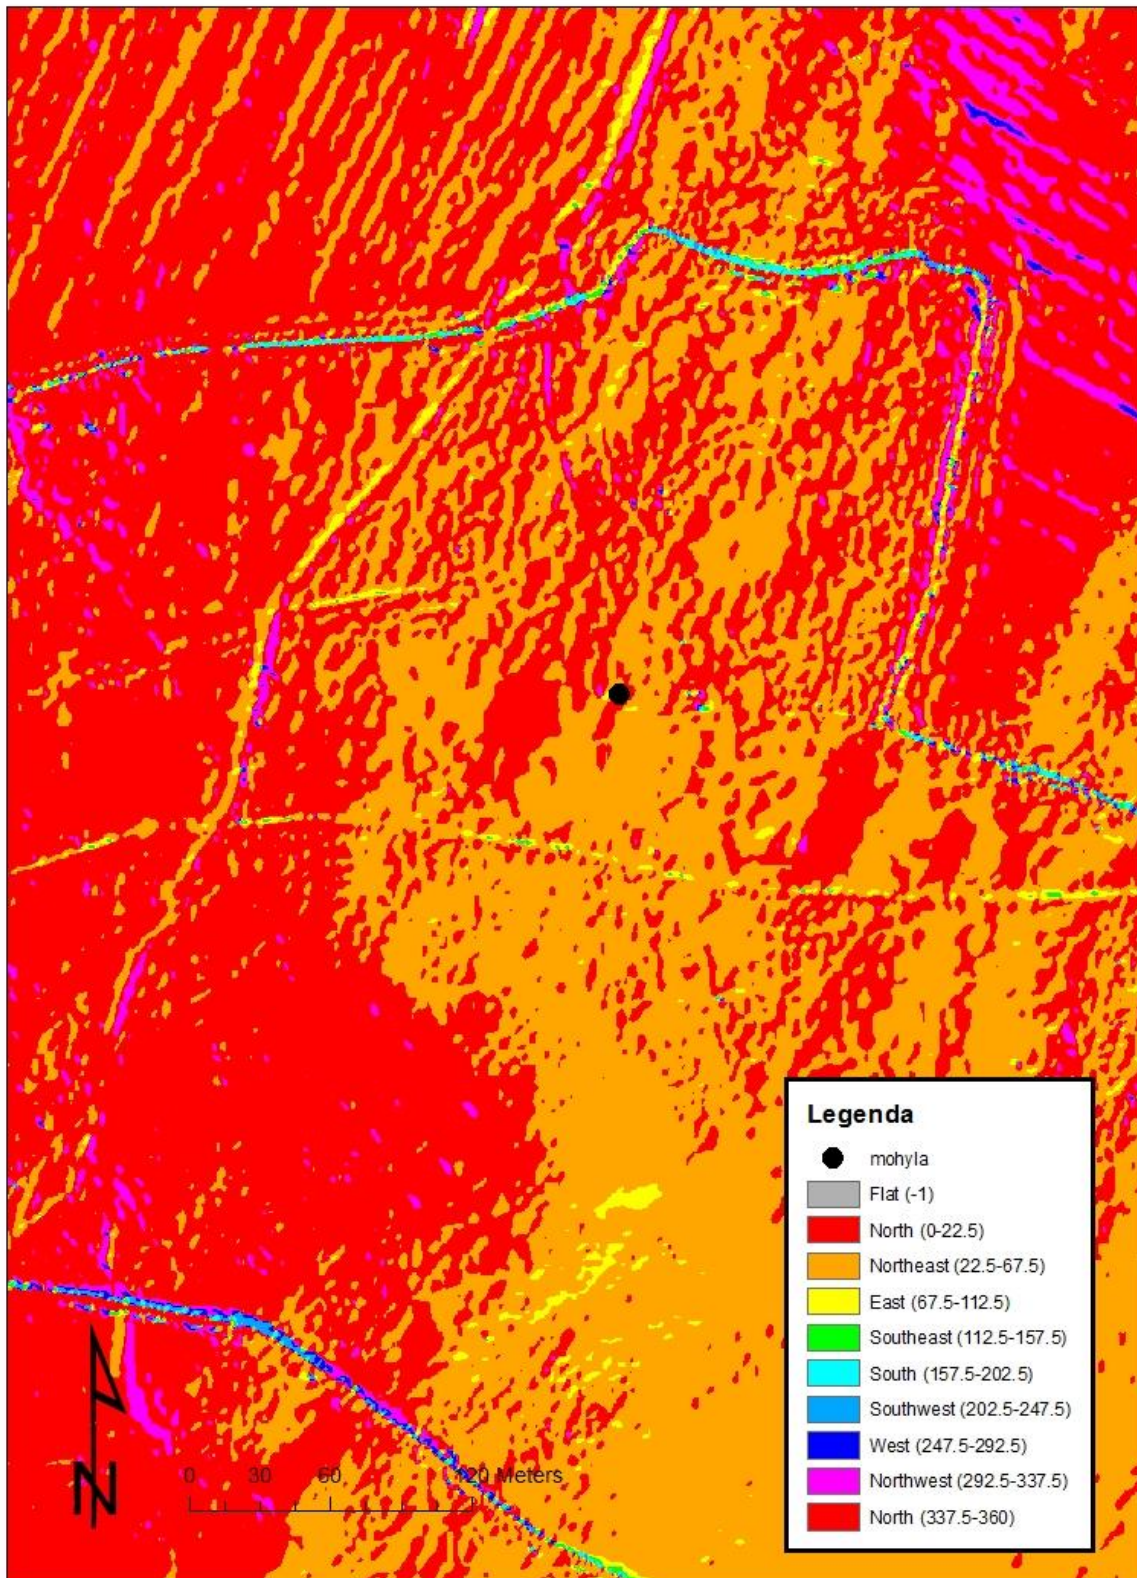 Legenda
mohyla
Flat (-1)
North (0-22.5)
Northeast (22.5-67.5)
East (67.5-112.5)
Southeast (112.5-157.5)
South (157.5-202.5)
Southwest (202.5-247.5)
West (247.5-292.5)
Northwest (292.5-337.5)
North (337.5-360)
N
0 30 60 120 Meters